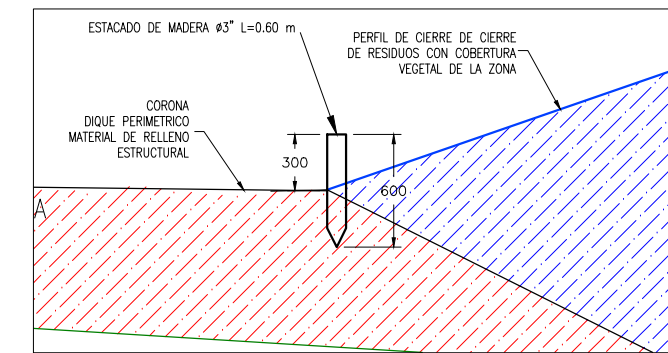 ESTACADO DE MADERA ø3" L=0.60 m
PERFIL DE CIERRE DE CIERRE
DE RESIDUOS CON COBERTURA
VEGETAL DE LA ZONA
CORONA
DIQUE PERIMETRICO
MATERIAL DE RELLENO
ESTRUCTURAL
300
600
A